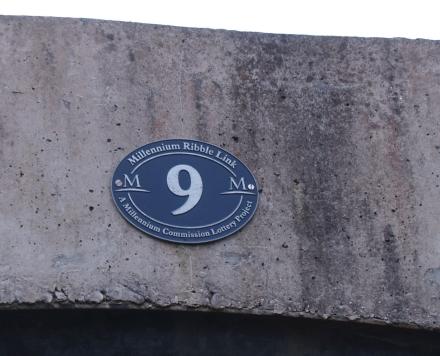 Millennium Ribble Link
M 9 M
A Millennium Commission Lottery Project